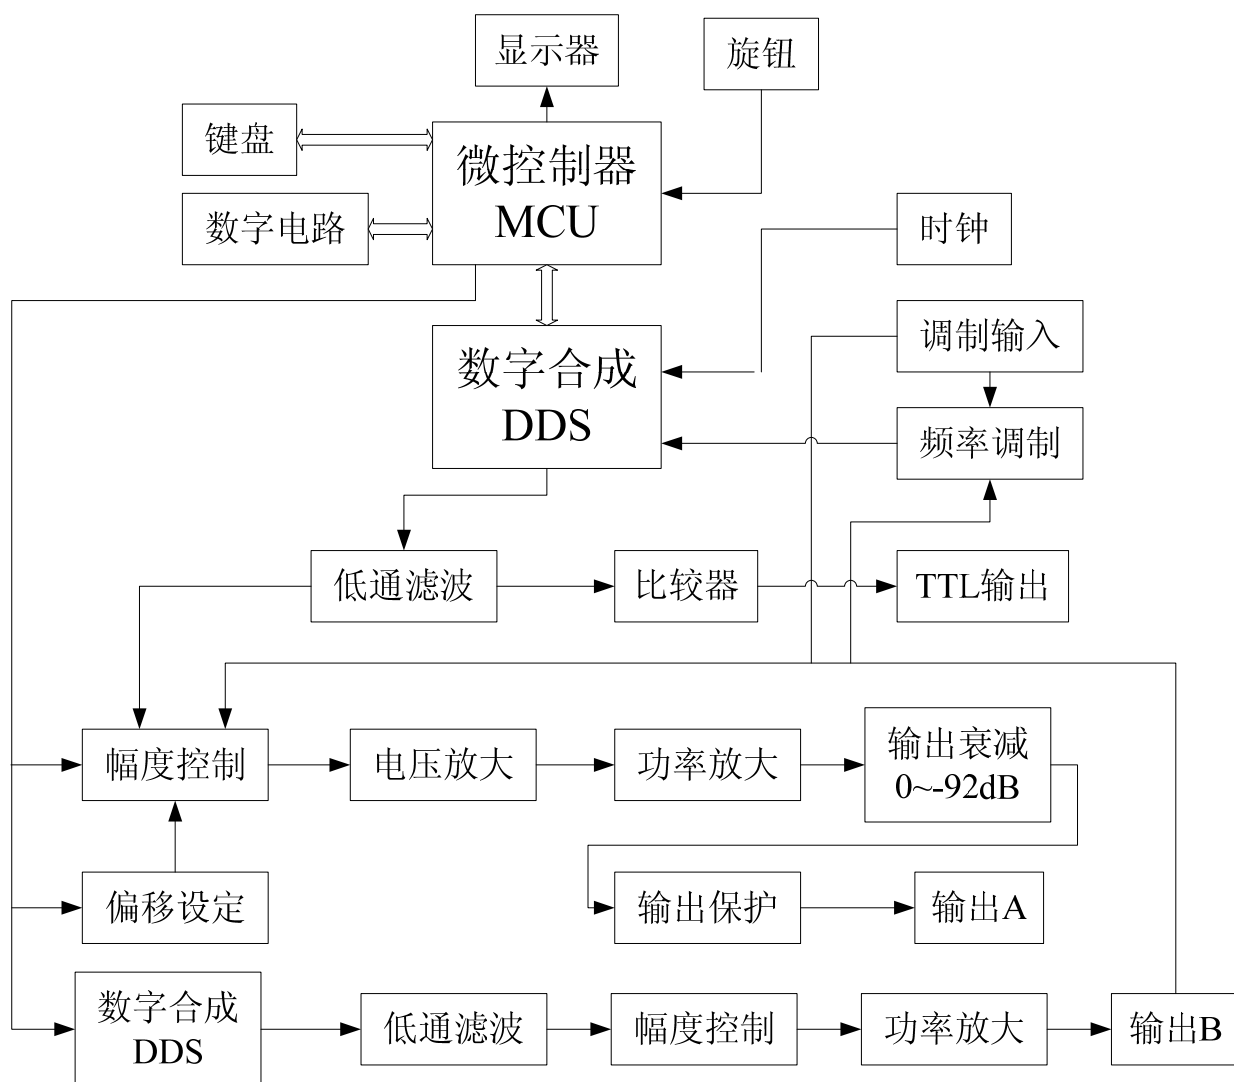 显示器
旋钮
键盘
微控制器
MCU
数字电路
时钟
调制输入
数字合成
DDS
频率调制
低通滤波
比较器
TTL输出
幅度控制
电压放大
功率放大
输出衰减
0~-92dB
偏移设定
输出保护
输出A
数字合成
DDS
低通滤波
幅度控制
功率放大
输出B